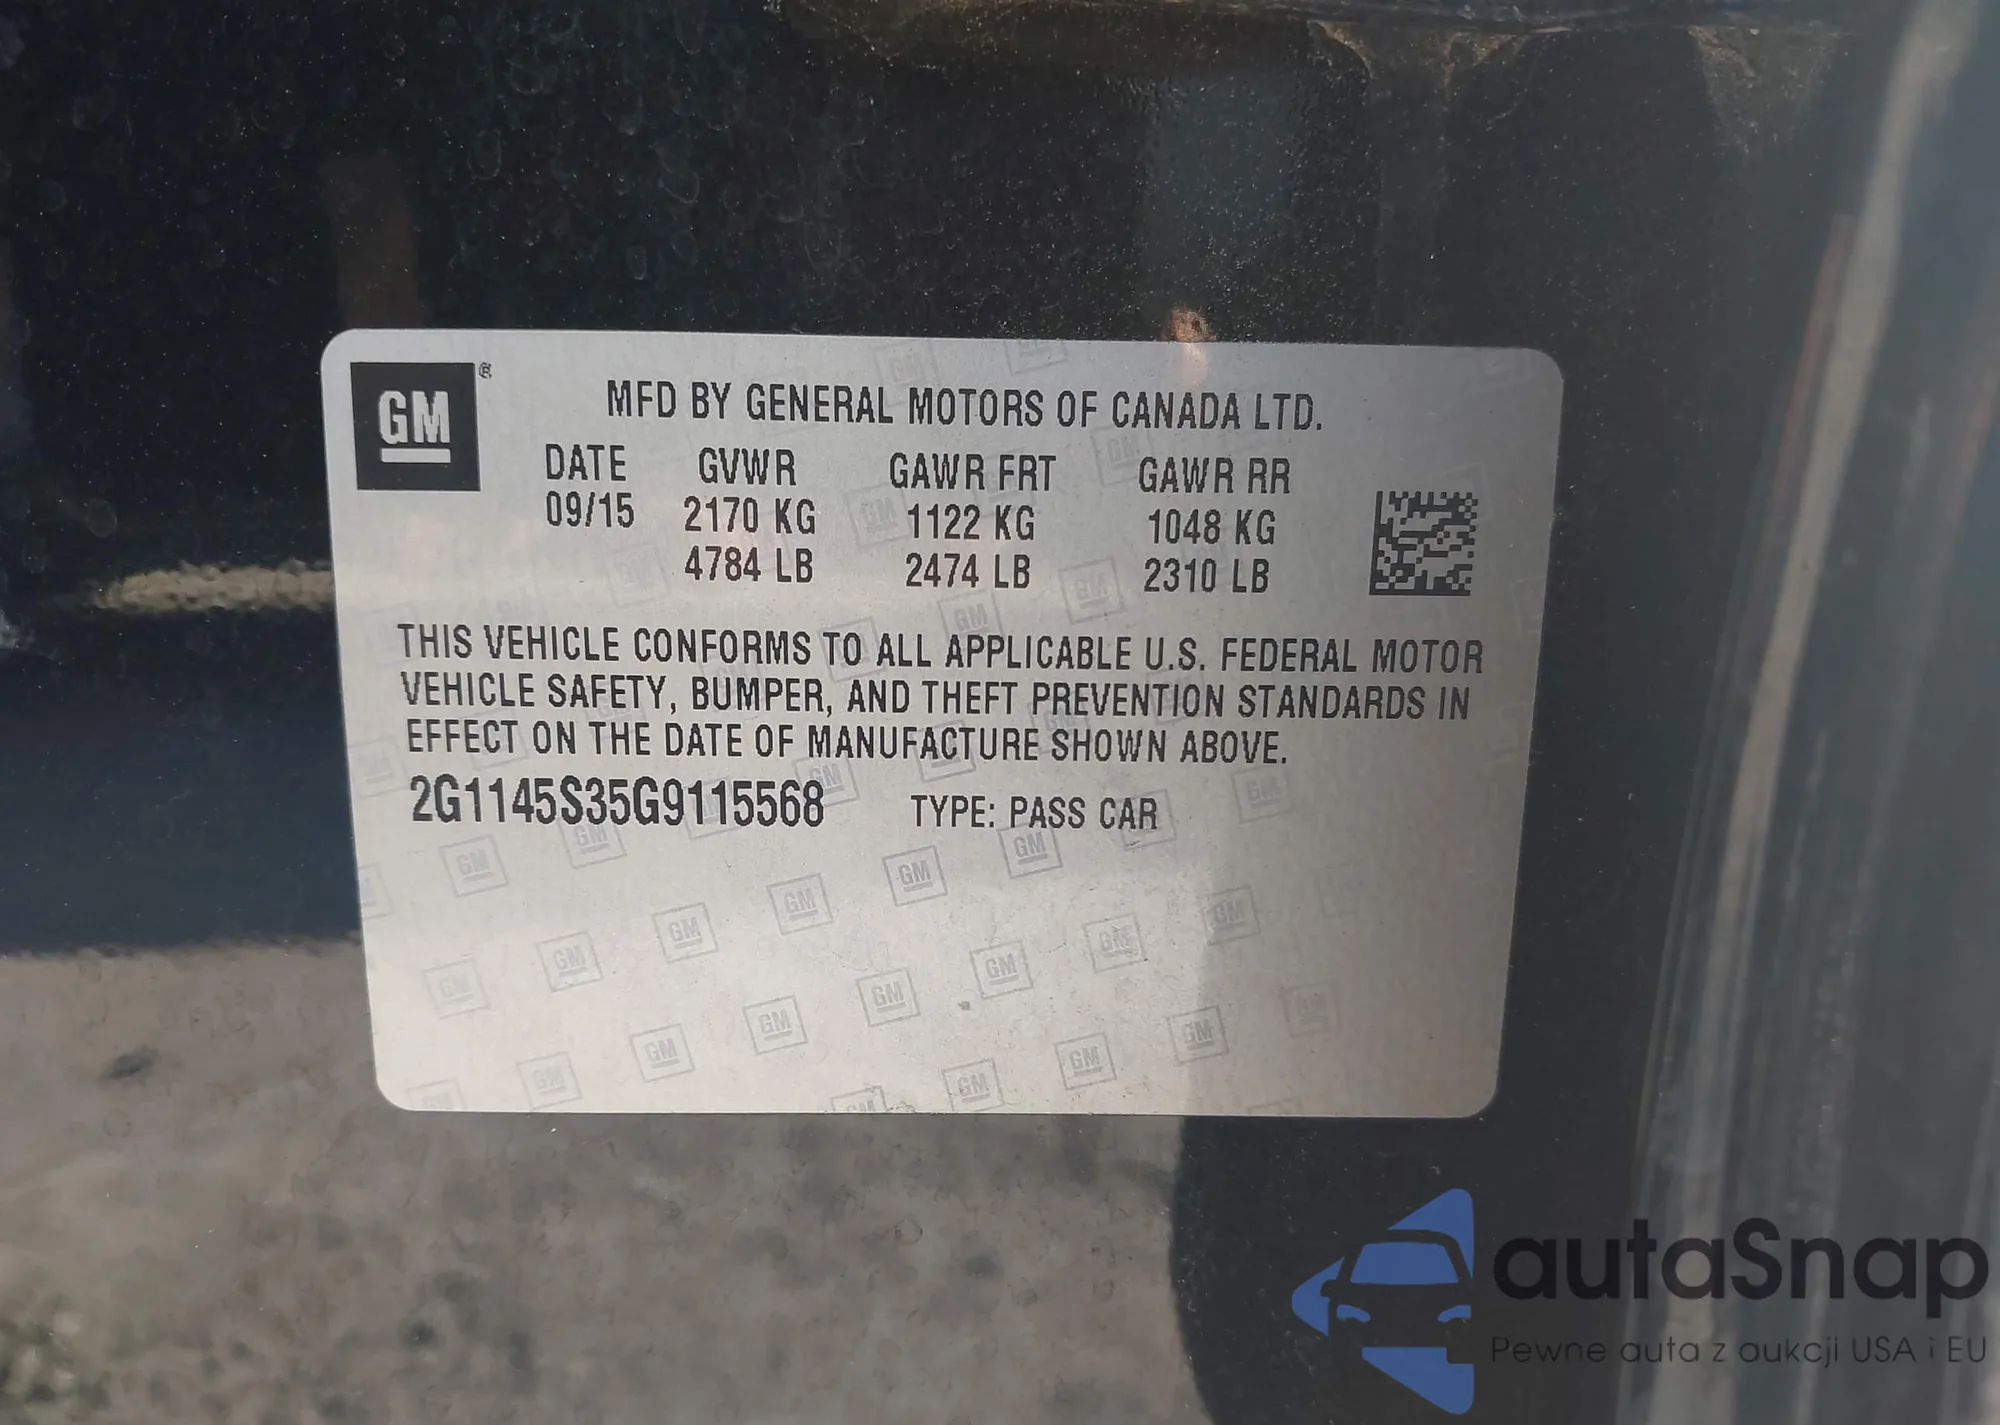 GM
®
MFD BY GENERAL MOTORS OF CANADA LTD.
DATE GVWR GAWR FRT GAWR RR
09/15 2170 KG 1122 KG 1048 KG
4784 LB 2474 LB 2310 LB
THIS VEHICLE CONFORMS TO ALL APPLICABLE U.S. FEDERAL MOTOR
VEHICLE SAFETY, BUMPER, AND THEFT PREVENTION STANDARDS IN
EFFECT ON THE DATE OF MANUFACTURE SHOWN ABOVE.
2G1145S35G9115568 TYPE: PASS CAR
autaSnap
Pewne auta z aukcji USA i EU